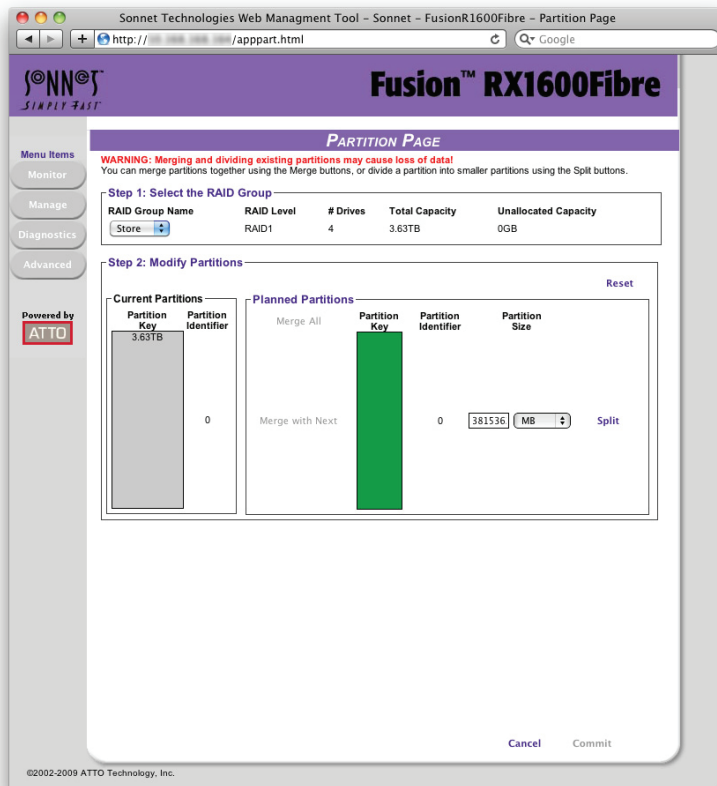 Sonnet Technologies Web Managment Tool – Sonnet – FusionR1600Fibre – Partition Page
http:// /apppart.html
Google
SONNET
SIMPLY FAST
Fusion™ RX1600Fibre
PARTITION PAGE
Menu Items
Monitor
Manage
Diagnostics
Advanced
Powered by
ATTO
WARNING: Merging and dividing existing partitions may cause loss of data!
You can merge partitions together using the Merge buttons, or divide a partition into smaller partitions using the Split buttons.
Step 1: Select the RAID Group
RAID Group Name RAID Level # Drives Total Capacity Unallocated Capacity
Store RAID1 4 3.63TB 0GB
Step 2: Modify Partitions
Reset
Current Partitions
Partition Key Partition Identifier
3.63TB
0
Planned Partitions
Merge All Partition Key Partition Identifier Partition Size
Merge with Next 0 381536 MB Split
Cancel Commit
©2002-2009 ATTO Technology, Inc.